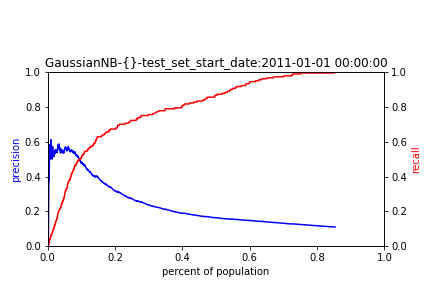 GaussianNB-{}-test_set_start_date:2011-01-01 00:00:00
1.0
0.8
0.6
0.4
0.2
0.0
precision
1.0
0.8
0.6
0.4
0.2
0.0
recall
0.0 0.2 0.4 0.6 0.8 1.0
percent of population